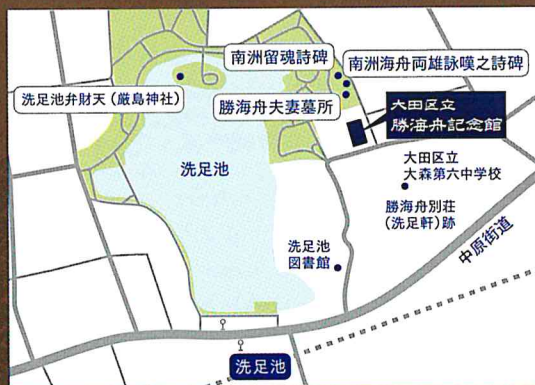 南洲留魂詩碑
南洲海舟両雄詠嘆之詩碑
洗足池弁財天（厳島神社）
勝海舟夫妻墓所
大田区立
勝海舟記念館
洗足池
大田区立
大森第六中学校
勝海舟別荘
（洗足軒）跡
中原街道
洗足池
図書館
洗足池